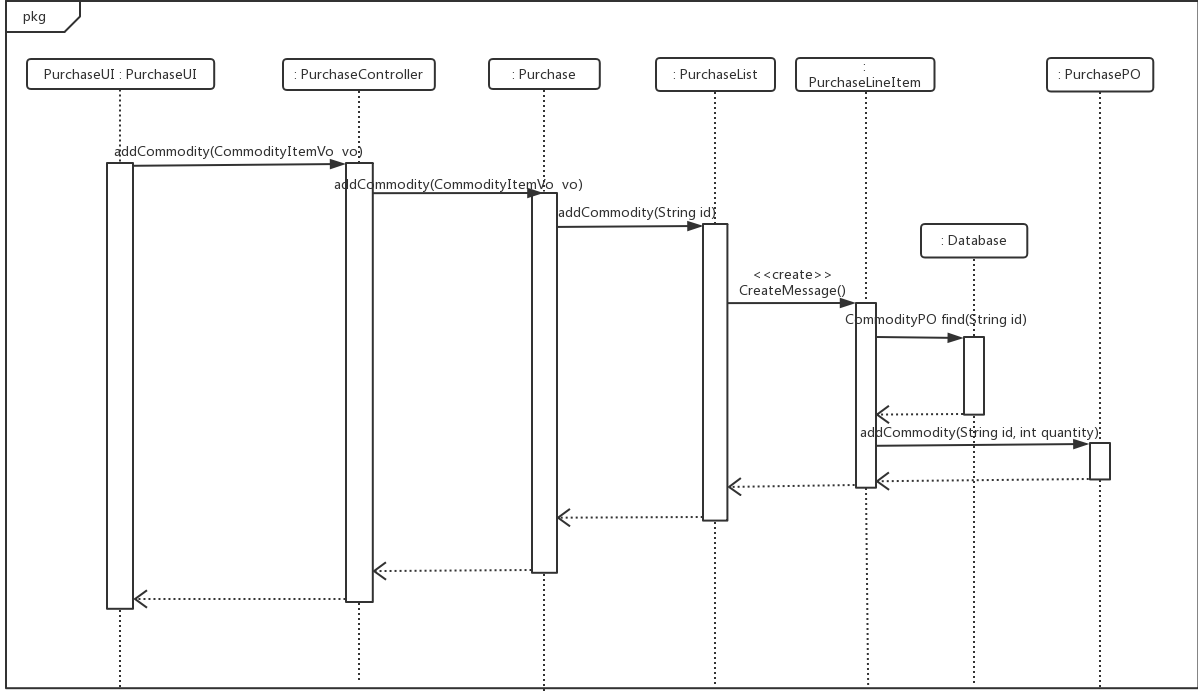 pkg
PurchaseUI : PurchaseUI
: PurchaseController
: Purchase
: PurchaseList
:
PurchaseLineItem
: PurchasePO
addCommodity(CommodityItemVo vo)
addCommodity(CommodityItemVo vo)
addCommodity(String id)
: Database
<<create>>
CreateMessage()
CommodityPO find(String id)
addCommodity(String id, int quantity)